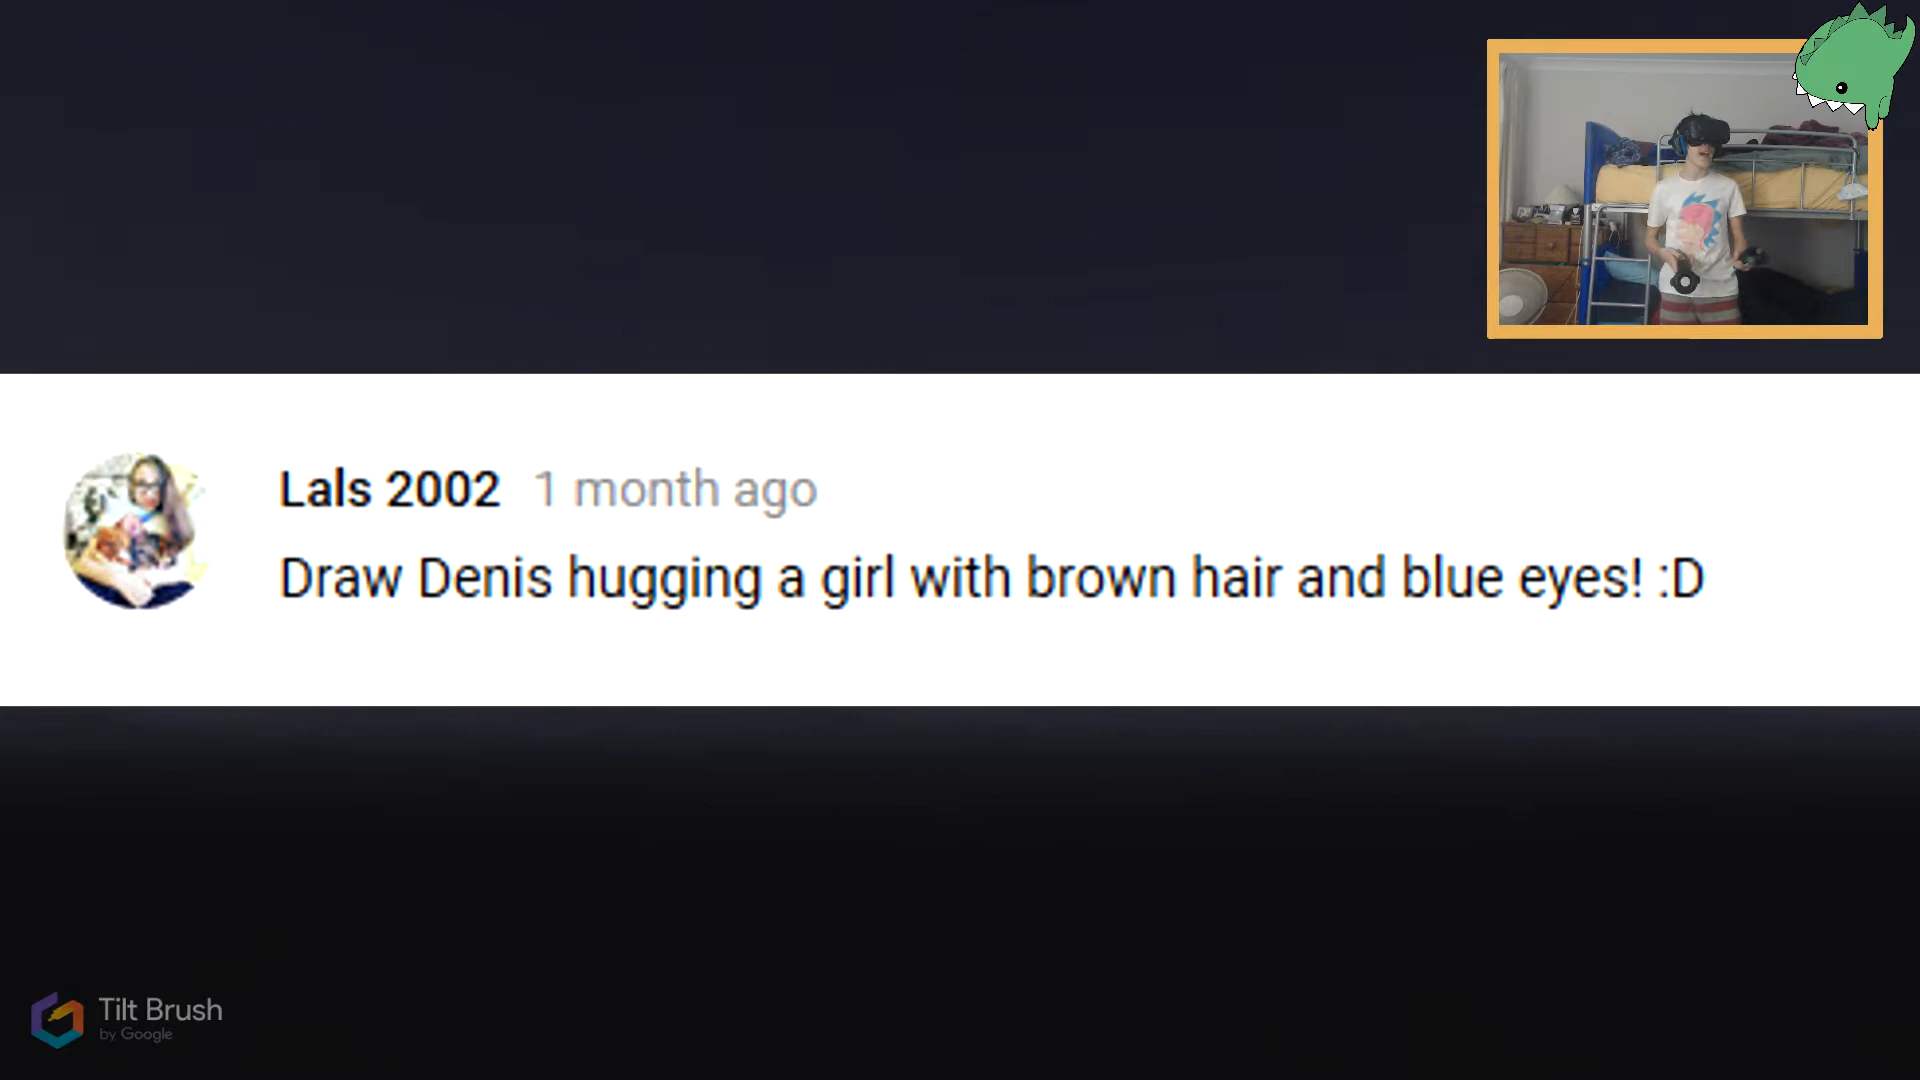 Lals 2002 1 month ago
Draw Denis hugging a girl with brown hair and blue eyes! :D
Tilt Brush
by Google